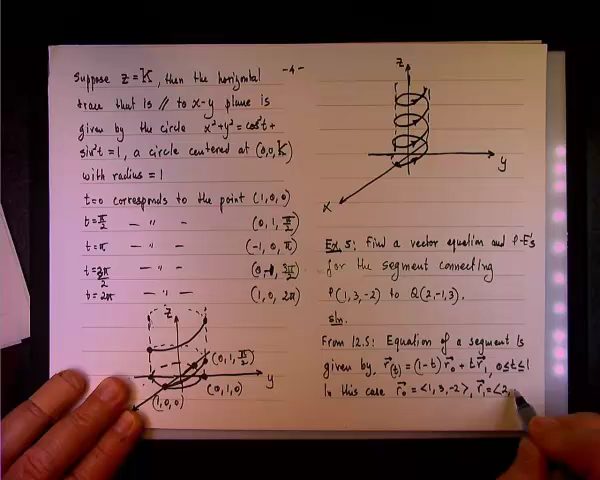 -4-
Suppose z=K, then the horizontal
trace that is // to x-y plane is
given by the circle x²+y²=cos²t+
sin²t=1, a circle centered at (0,0,K)
with radius=1
t=0 corresponds to the point (1,0,0)
t=π/2 — " — (0,1,π/2)
t=π — " — (-1,0,π)
t=3π/2 — " — (0,-1,3π/2)
t=2π — " — (1,0,2π)
z
(0,1,π/2)
y
(0,1,0)
(1,0,0)
z
y
x
Ex.5: Find a vector equation and P-E's
for the segment connecting
P(1,3,-2) to Q(2,-1,3).
Sln.
From 12.5: Equation of a segment is
given by, r⃗(t)=(1-t)r⃗₀+tr⃗₁, 0≤t≤1
In this case r⃗₀=<1,3,-2>, r⃗₁=<2,